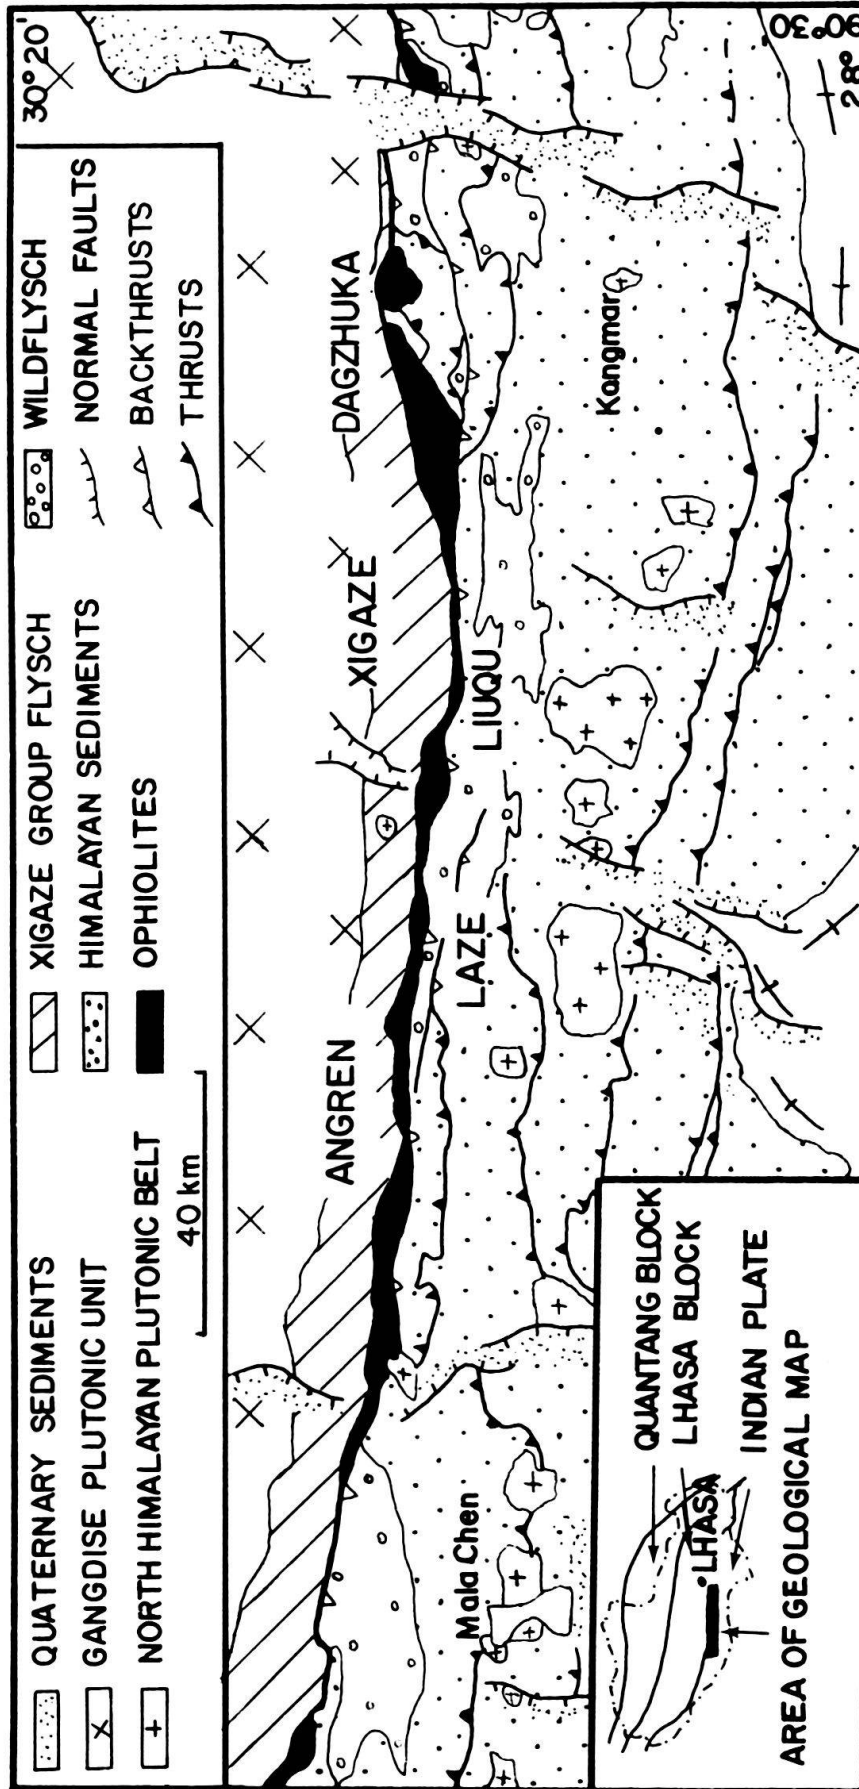 QUATERNARY SEDIMENTS
GANGDISE PLUTONIC UNIT
NORTH HIMALAYAN PLUTONIC BELT
40 km
XIGAZE GROUP FLYSCH
HIMALAYAN SEDIMENTS
OPHIOLITES
WILDFLYSCH
NORMAL FAULTS
BACKTHRUSTS
THRUSTS
30°20'
ANGREN
XIGAZE
DAGZHUKA
LAZE
LIUQU
Mala Chen
Kangmar
90°30
28°
QUANTANG BLOCK
LHASA BLOCK
LHASA
INDIAN PLATE
AREA OF GEOLOGICAL MAP